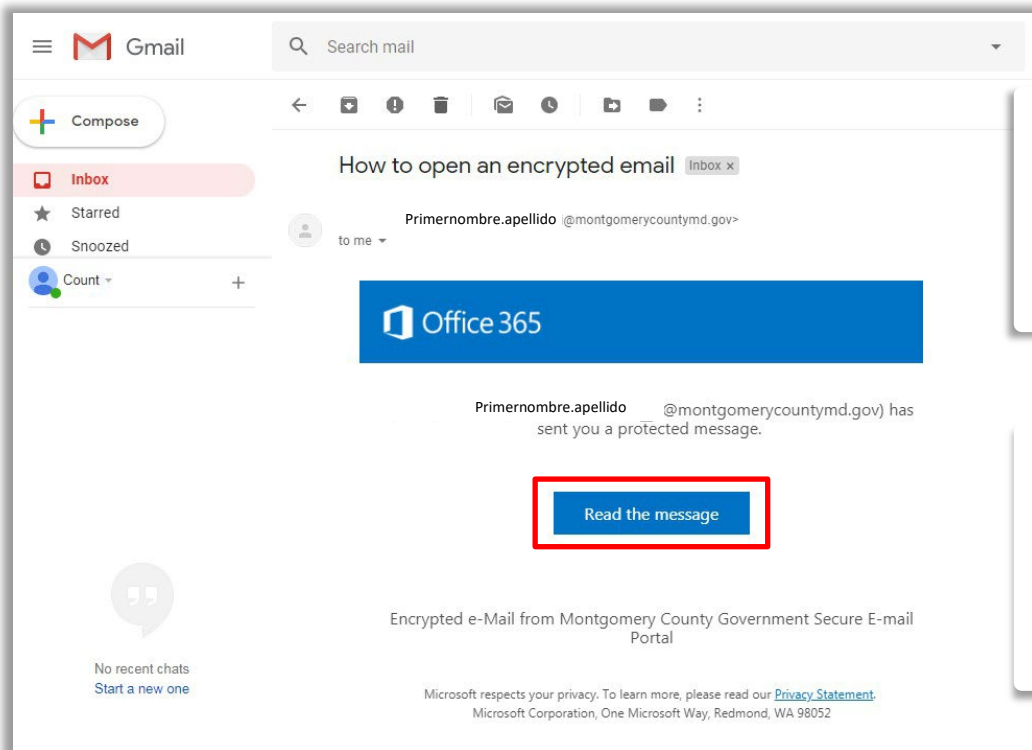 Gmail
Search mail
Compose
Inbox
Starred
Snoozed
Count
How to open an encrypted email Inbox x
Primernombre.apellido @montgomerycountymd.gov>
to me
Office 365
Primernombre.apellido @montgomerycountymd.gov) has
sent you a protected message.
Read the message
Encrypted e-Mail from Montgomery County Government Secure E-mail
Portal
No recent chats
Start a new one
Microsoft respects your privacy. To learn more, please read our Privacy Statement.
Microsoft Corporation, One Microsoft Way, Redmond, WA 98052